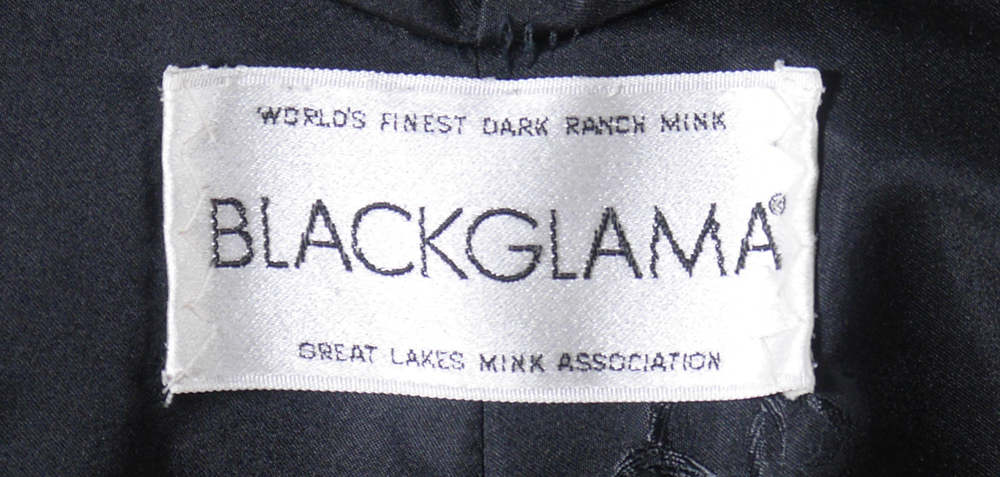 WORLD'S FINEST DARK RANCH MINK
BLACKGLAMA®
GREAT LAKES MINK ASSOCIATION